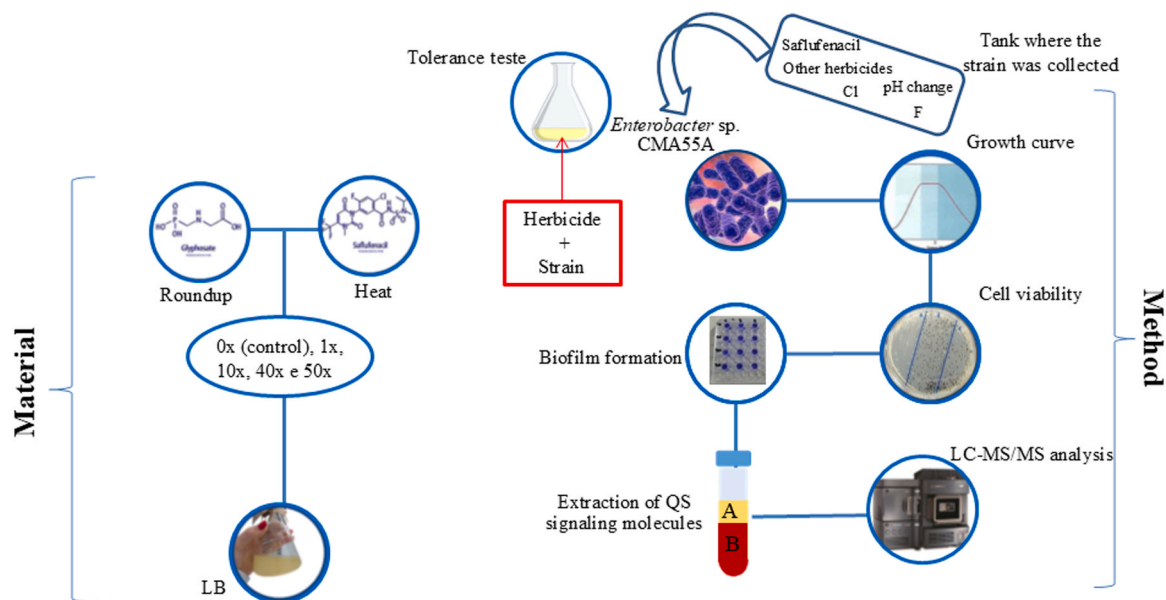 Material
Glyphosate
Roundup
Saflufenacil
Heat
0x (control), 1x,
10x, 40x e 50x
LB
Tolerance teste
Herbicide
+
Strain
Saflufenacil
Other herbicides
Cl
pH change
F
Tank where the
strain was collected
Enterobacter sp.
CMA55A
Growth curve
Cell viability
Biofilm formation
Extraction of QS
signaling molecules
A
B
LC-MS/MS analysis
Method